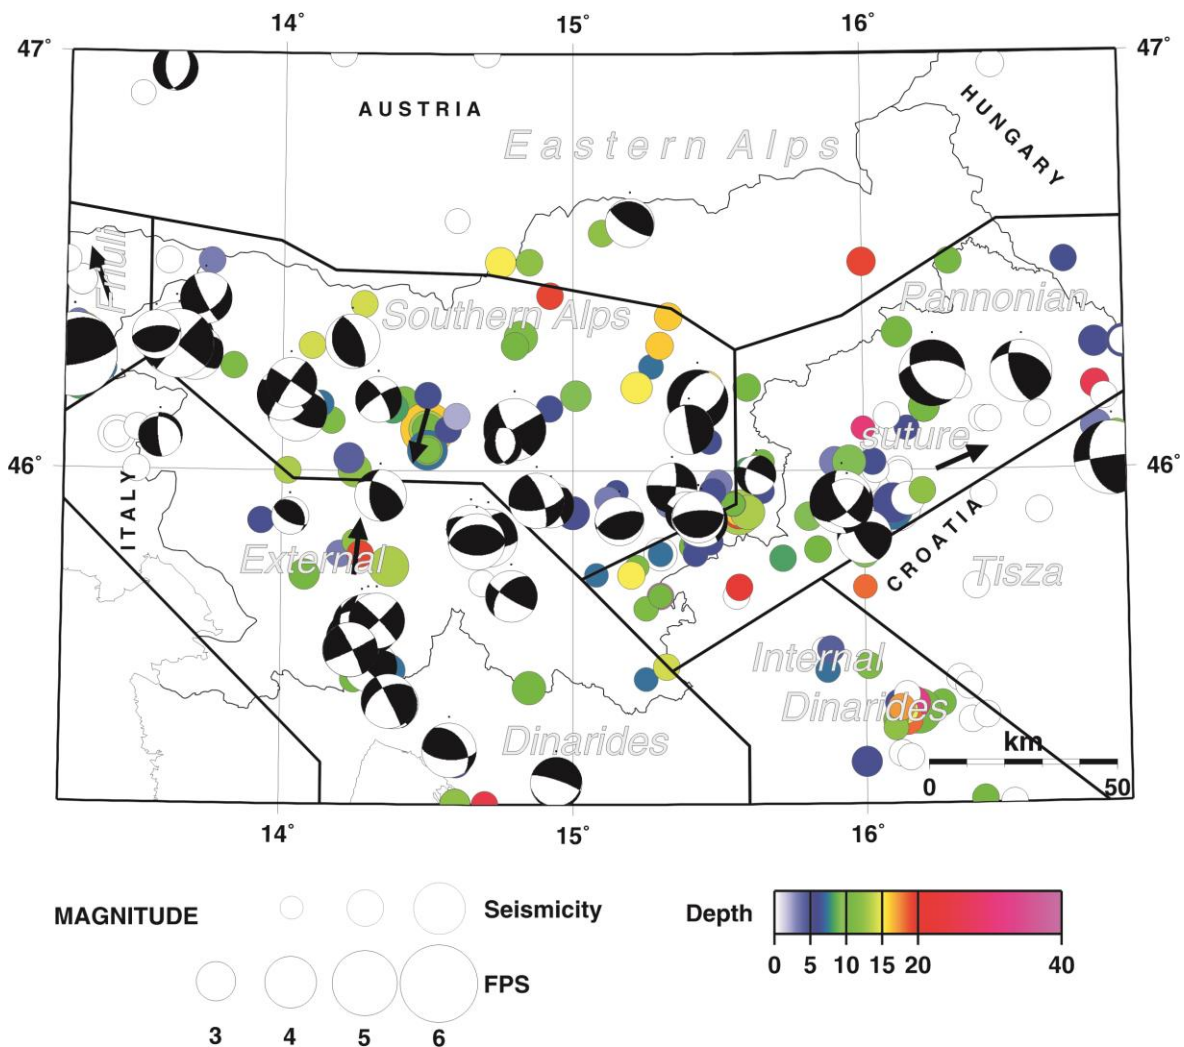 14° 15° 16°
47° 47°
AUSTRIA
HUNGARY
Eastern Alps
Friuli
Southern Alps
Pannonian
suture
46° 46°
ITALY
CROATIA
External
Tisza
Internal
Dinarides
Dinarides
km
0 50
14° 15° 16°
MAGNITUDE
Seismicity
FPS
3 4 5 6
Depth
0 5 10 15 20 40